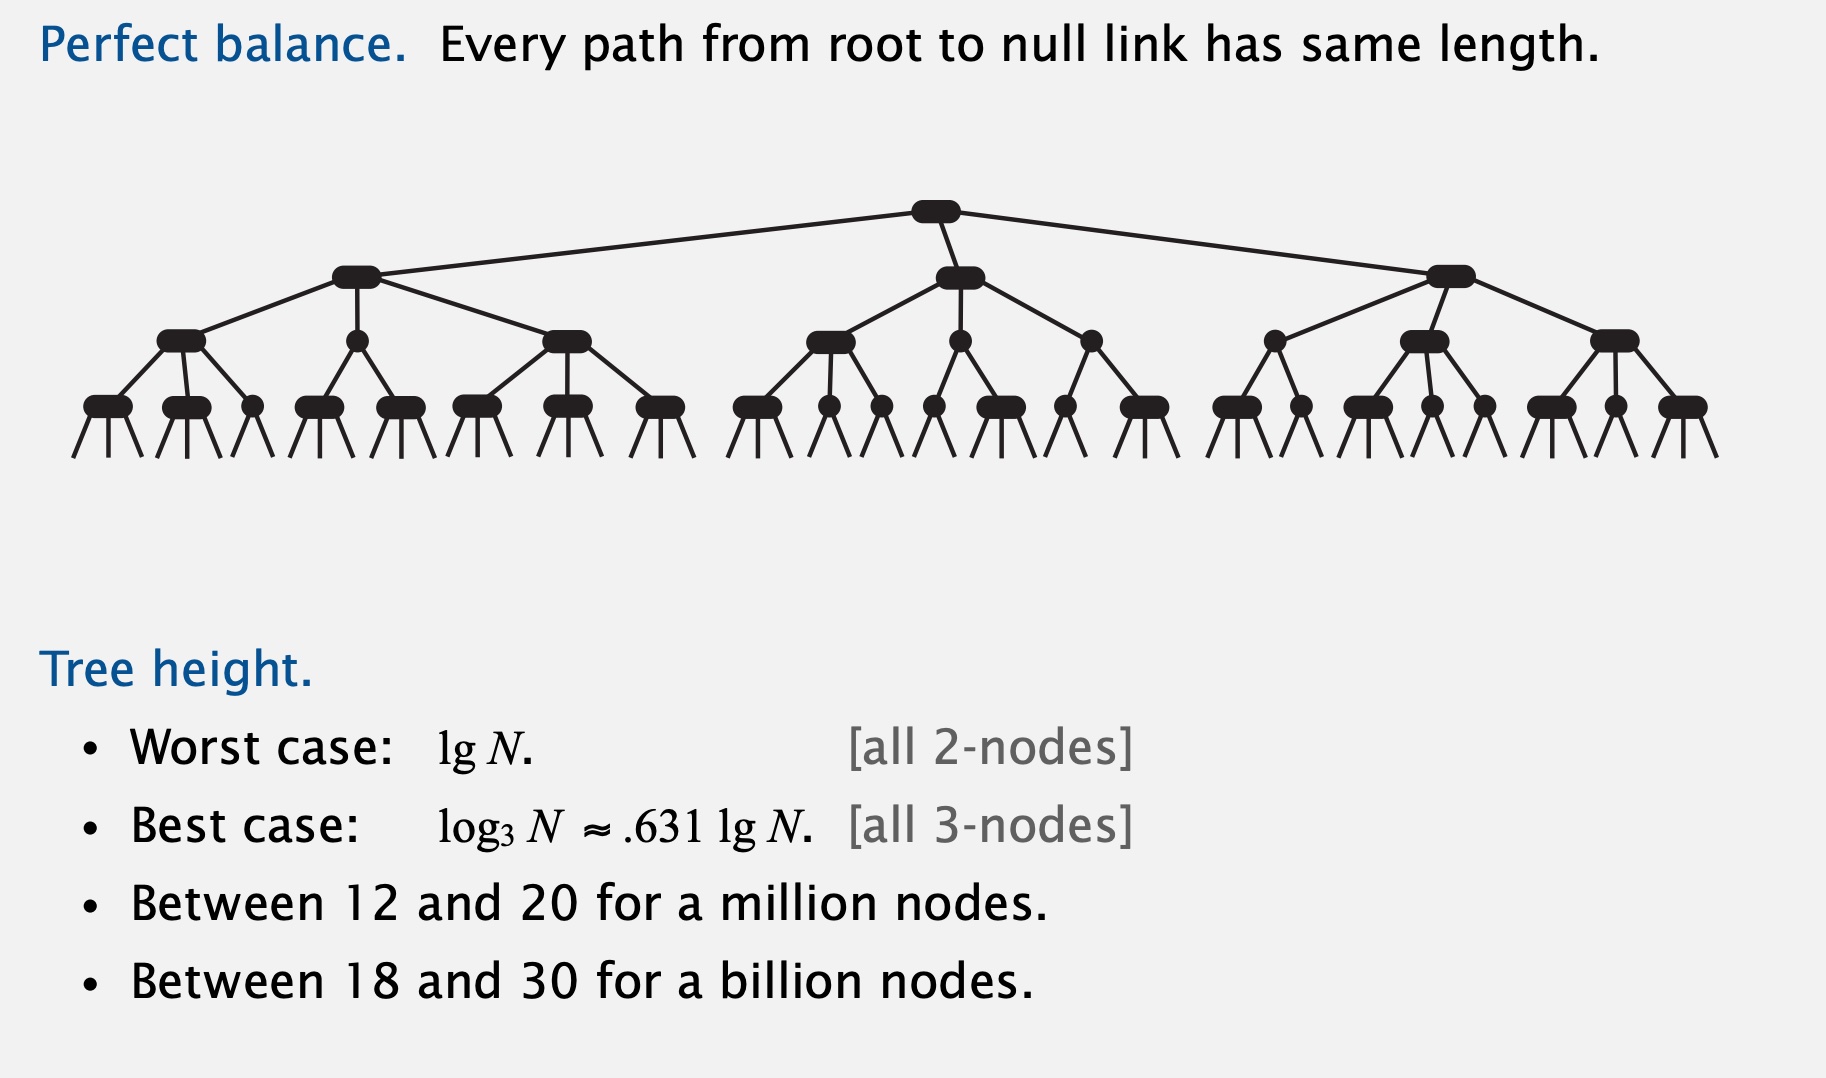 Perfect balance. Every path from root to null link has same length.
Tree height.
• Worst case: lg N. [all 2-nodes]
• Best case: log₃ N ≈ .631 lg N. [all 3-nodes]
• Between 12 and 20 for a million nodes.
• Between 18 and 30 for a billion nodes.